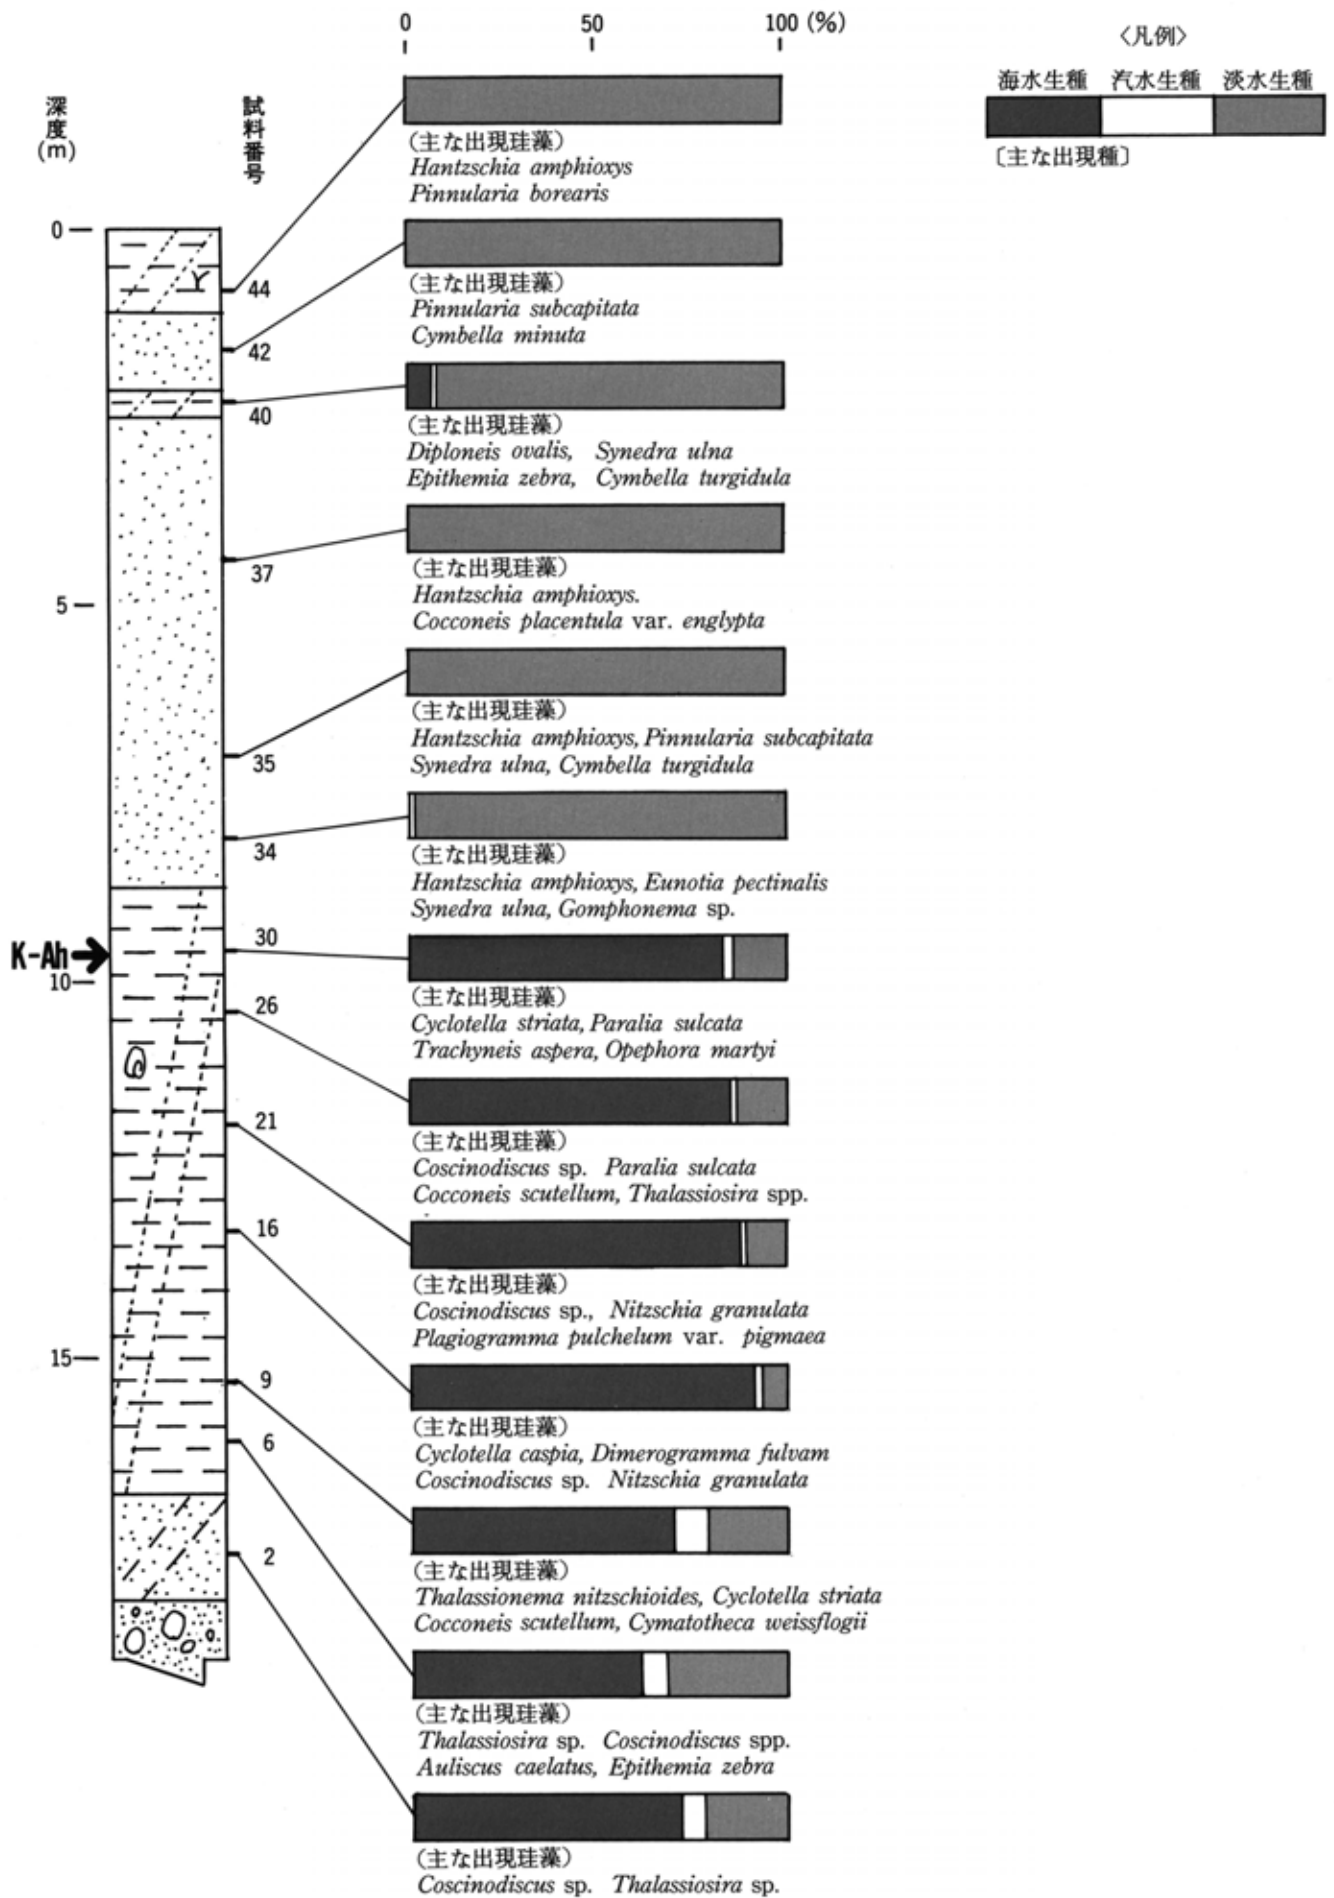 0 50 100 (%)
〈凡例〉
海水生種 汽水生種 淡水生種
〔主な出現種〕
深度(m)
試料番号
(主な出現珪藻)
Hantzschia amphioxys
Pinnularia borearis
0
44
(主な出現珪藻)
Pinnularia subcapitata
Cymbella minuta
42
40
(主な出現珪藻)
Diploneis ovalis, Synedra ulna
Epithemia zebra, Cymbella turgidula
37
(主な出現珪藻)
Hantzschia amphioxys.
Cocconeis placentula var. englypta
5
35
(主な出現珪藻)
Hantzschia amphioxys, Pinnularia subcapitata
Synedra ulna, Cymbella turgidula
34
(主な出現珪藻)
Hantzschia amphioxys, Eunotia pectinalis
Synedra ulna, Gomphonema sp.
30
K-Ah
10
(主な出現珪藻)
Cyclotella striata, Paralia sulcata
Trachyneis aspera, Opephora martyi
26
21
(主な出現珪藻)
Coscinodiscus sp. Paralia sulcata
Cocconeis scutellum, Thalassiosira spp.
16
(主な出現珪藻)
Coscinodiscus sp., Nitzschia granulata
Plagiogramma pulchelum var. pigmaea
15
9
(主な出現珪藻)
Cyclotella caspia, Dimerogramma fulvam
Coscinodiscus sp. Nitzschia granulata
6
2
(主な出現珪藻)
Thalassionema nitzschioides, Cyclotella striata
Cocconeis scutellum, Cymatotheca weissflogii
(主な出現珪藻)
Thalassiosira sp. Coscinodiscus spp.
Auliscus caelatus, Epithemia zebra
(主な出現珪藻)
Coscinodiscus sp. Thalassiosira sp.